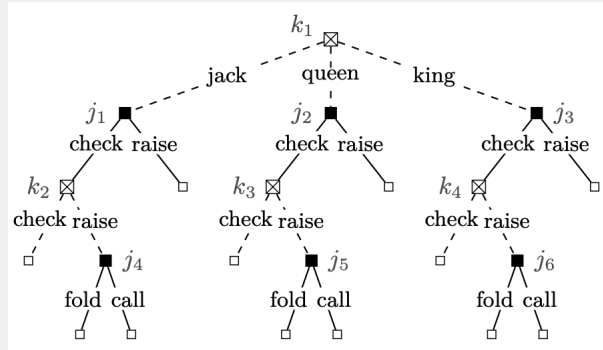 k₁
jack queen king
j₁ j₂ j₃
check raise check raise check raise
k₂ k₃ k₄
check raise check raise check raise
j₄ j₅ j₆
fold call fold call fold call